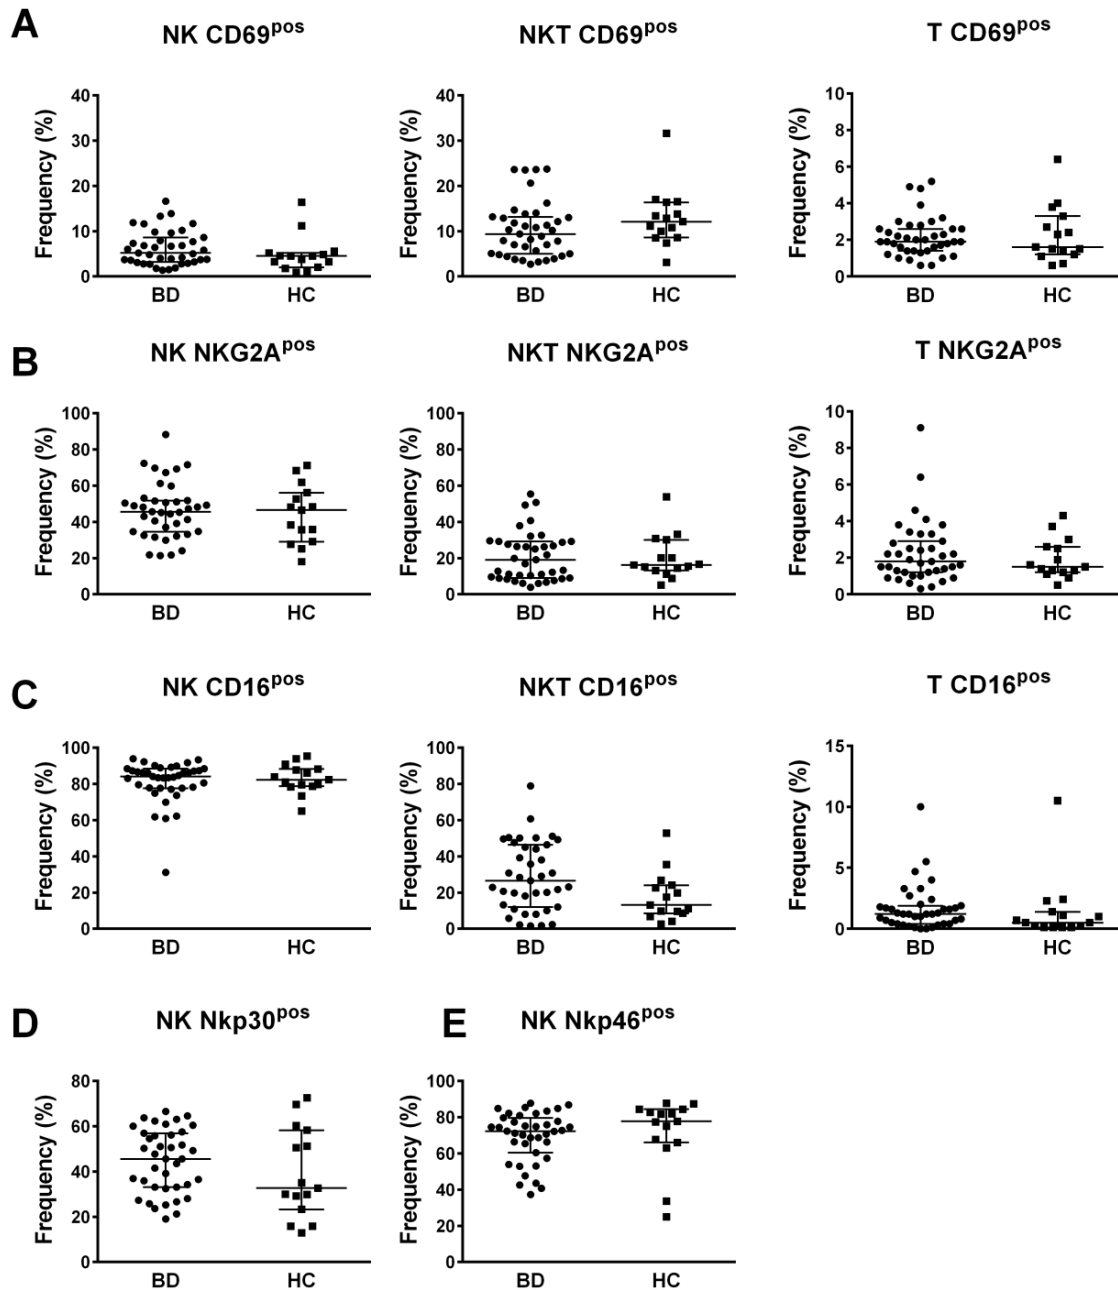 A
NK CD69pos
NKT CD69pos
T CD69pos
Frequency (%)
40
30
20
10
0
BD
HC
Frequency (%)
40
30
20
10
0
BD
HC
Frequency (%)
10
8
6
4
2
0
BD
HC
B
NK NKG2Apos
NKT NKG2Apos
T NKG2Apos
Frequency (%)
100
80
60
40
20
0
BD
HC
Frequency (%)
100
80
60
40
20
0
BD
HC
Frequency (%)
10
8
6
4
2
0
BD
HC
C
NK CD16pos
NKT CD16pos
T CD16pos
Frequency (%)
100
80
60
40
20
0
BD
HC
Frequency (%)
100
80
60
40
20
0
BD
HC
Frequency (%)
15
10
5
0
BD
HC
D
NK Nkp30pos
Frequency (%)
80
60
40
20
0
BD
HC
E
NK Nkp46pos
Frequency (%)
100
80
60
40
20
0
BD
HC